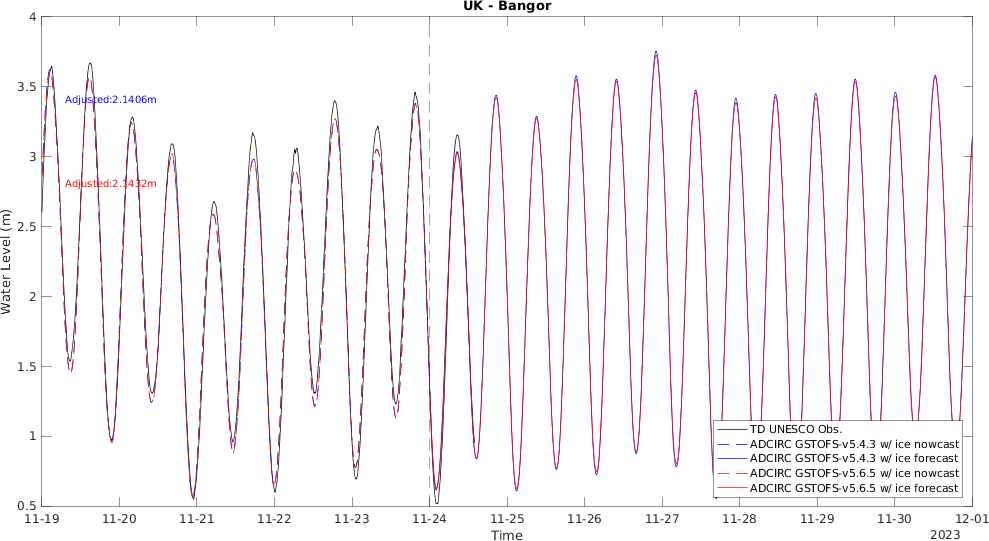 UK - Bangor
4
3.5
3
2.5
2
1.5
1
0.5
Water Level (m)
Adjusted:2.1406m
Adjusted:2.1432m
TD UNESCO Obs.
ADCIRC GSTOFS-v5.4.3 w/ ice nowcast
ADCIRC GSTOFS-v5.4.3 w/ ice forecast
ADCIRC GSTOFS-v5.6.5 w/ ice nowcast
ADCIRC GSTOFS-v5.6.5 w/ ice forecast
11-19 11-20 11-21 11-22 11-23 11-24 11-25 11-26 11-27 11-28 11-29 11-30 12-01
Time
2023